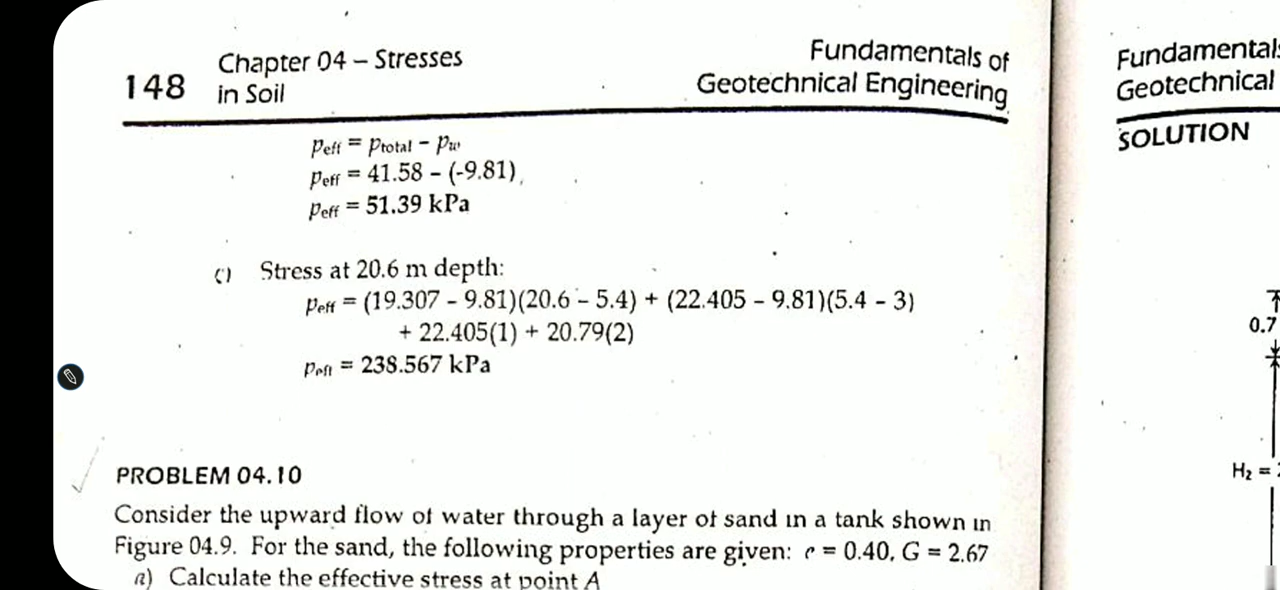 148
Chapter 04 – Stresses
in Soil
Fundamentals of
Geotechnical Engineering
p_eff = p_total - p_w
p_eff = 41.58 - (-9.81)
p_eff = 51.39 kPa
c) Stress at 20.6 m depth:
p_eff = (19.307 - 9.81)(20.6 - 5.4) + (22.405 - 9.81)(5.4 - 3)
+ 22.405(1) + 20.79(2)
p_eff = 238.567 kPa
PROBLEM 04.10
Consider the upward flow of water through a layer of sand in a tank shown in
Figure 04.9. For the sand, the following properties are given: e = 0.40, G = 2.67
a) Calculate the effective stress at point A
Fundamentals
Geotechnical
SOLUTION
0.7
H₂ =